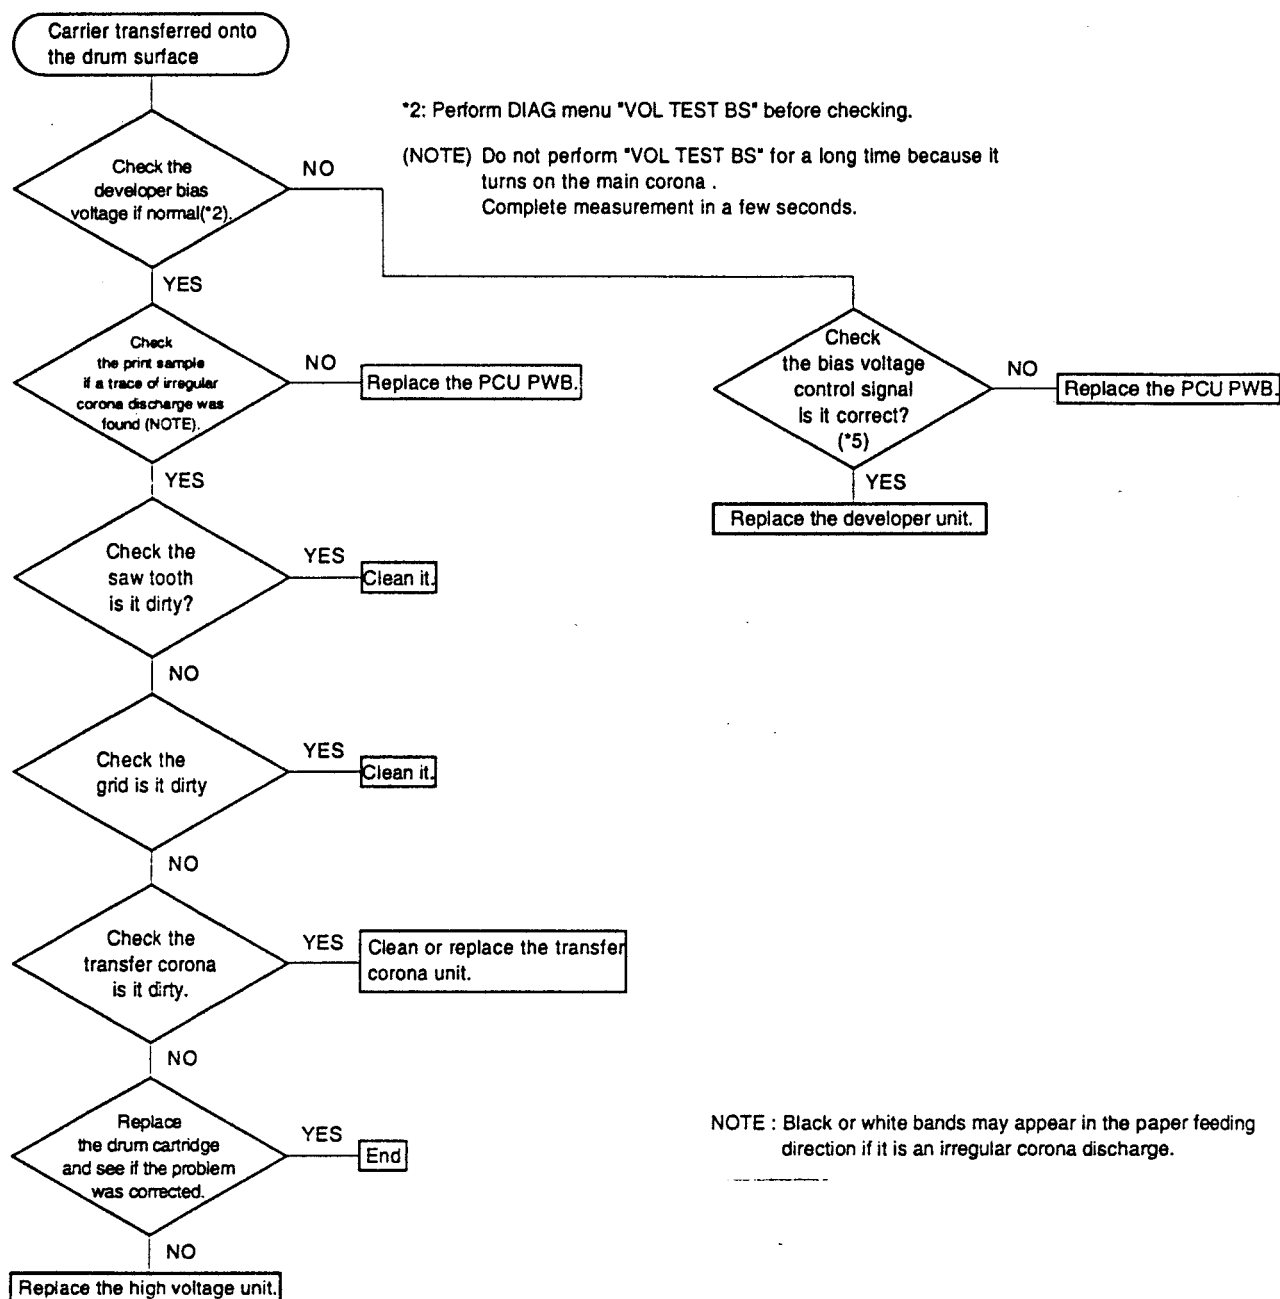 Carrier transferred onto
the drum surface
*2: Perform DIAG menu "VOL TEST BS" before checking.
(NOTE) Do not perform "VOL TEST BS" for a long time because it
turns on the main corona .
Complete measurement in a few seconds.
Check the
developer bias
voltage if normal(*2).
NO
YES
Check
the print sample
if a trace of irregular
corona discharge was
found (NOTE).
NO
Replace the PCU PWB.
YES
Check
the bias voltage
control signal
is it correct?
(*5)
NO
Replace the PCU PWB.
YES
Replace the developer unit.
Check the
saw tooth
is it dirty?
YES
Clean it.
NO
Check the
grid is it dirty
YES
Clean it.
NO
Check the
transfer corona
is it dirty.
YES
Clean or replace the transfer
corona unit.
NO
Replace
the drum cartridge
and see if the problem
was corrected.
YES
End
NO
Replace the high voltage unit.
NOTE : Black or white bands may appear in the paper feeding
direction if it is an irregular corona discharge.